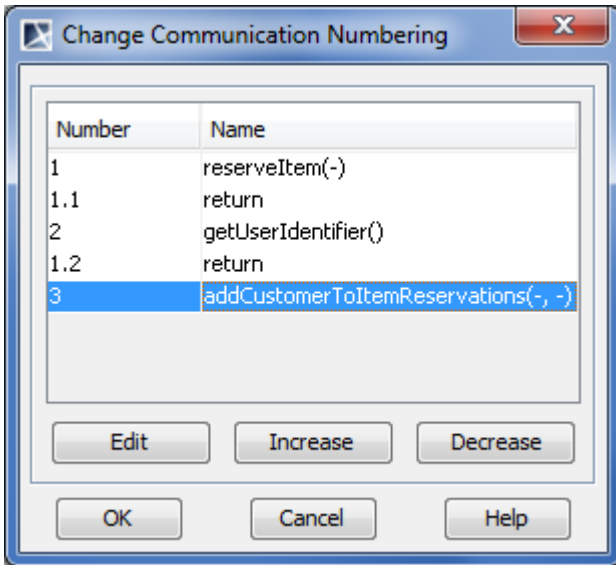 Change Communication Numbering
x
Number Name
1 reserveItem(-)
1.1 return
2 getUserIdentifier()
1.2 return
3 addCustomerToItemReservations(-, -)
Edit Increase Decrease
OK Cancel Help